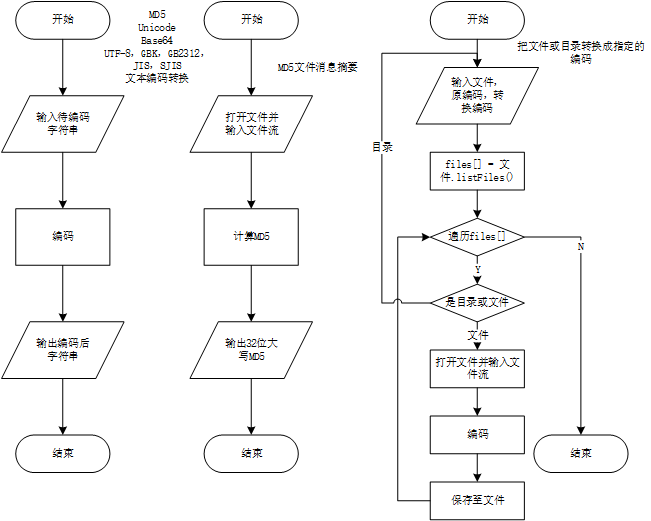 开始
MD5
Unicode
Base64
UTF-8, GBK, GB2312,
JIS, SJIS
文本编码转换
输入待编码
字符串
编码
输出编码后
字符串
结束
开始
MD5文件消息摘要
打开文件并
输入文件流
计算MD5
输出32位大
写MD5
结束
开始
把文件或目录转换成指定的
编码
输入文件，
原编码，转
换编码
目录
files[] = 文
件.listFiles()
遍历files[]
N
Y
是目录或文件
文件
打开文件并输入文
件流
编码
保存至文件
结束